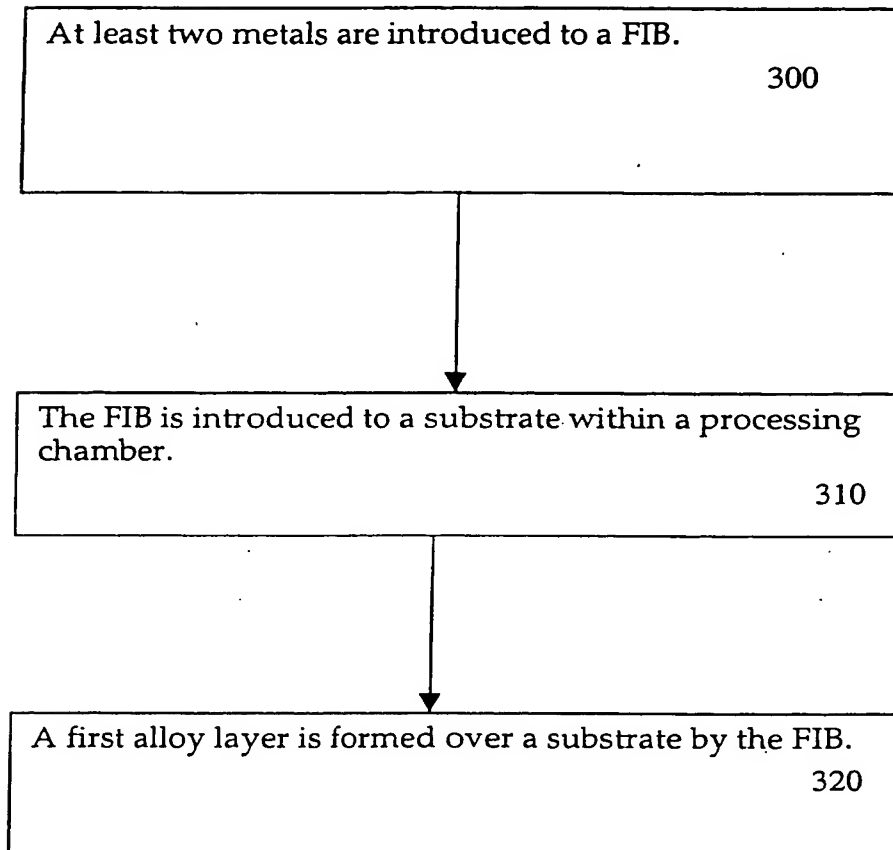 At least two metals are introduced to a FIB.
300
The FIB is introduced to a substrate within a processing
chamber.
310
A first alloy layer is formed over a substrate by the FIB.
320